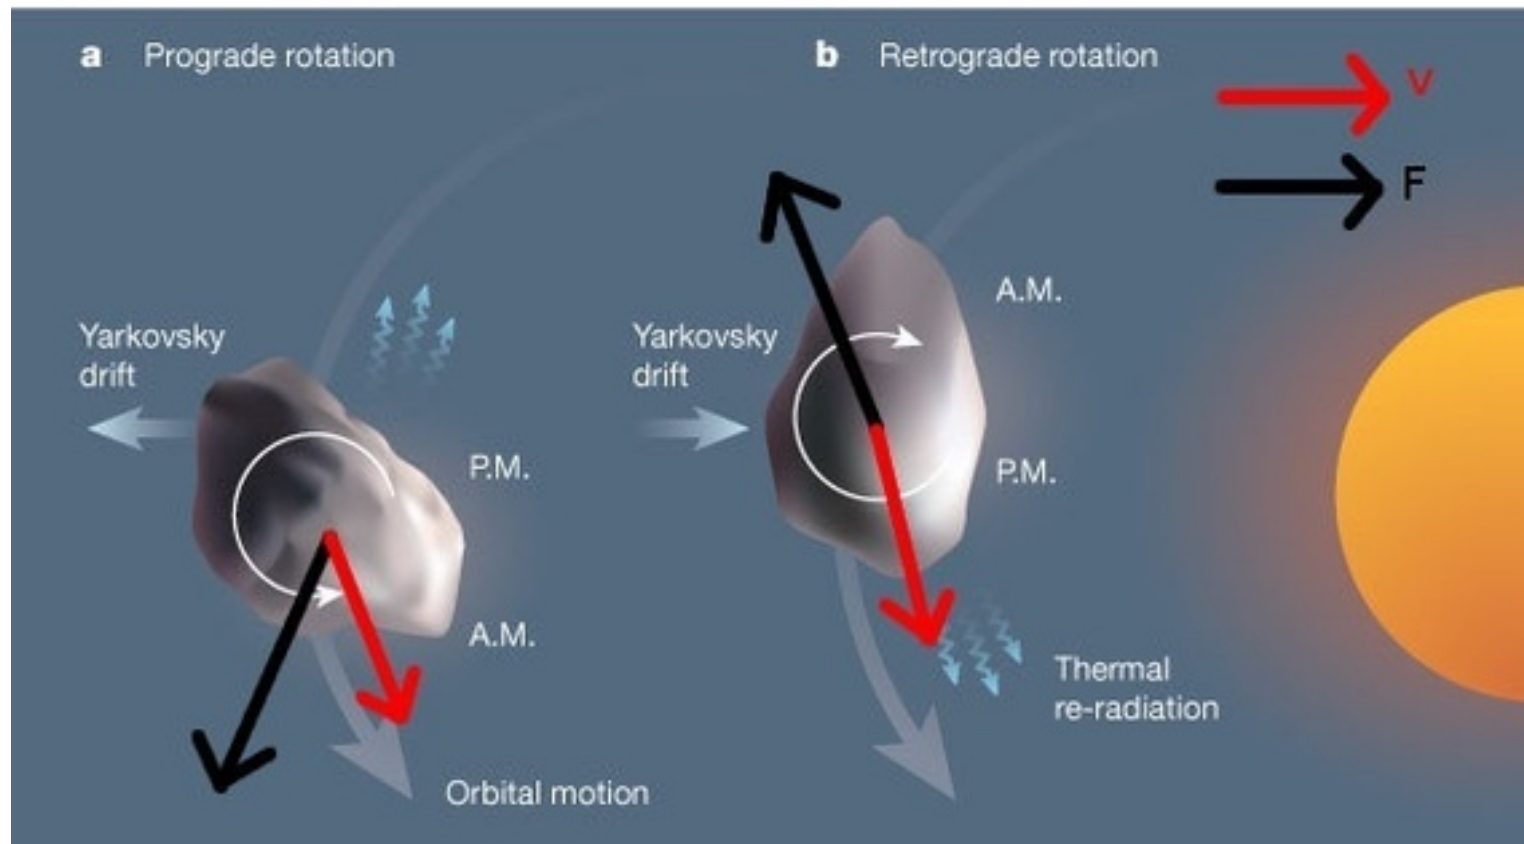 a Prograde rotation
b Retrograde rotation
V
F
Yarkovsky
drift
P.M.
A.M.
Orbital motion
Yarkovsky
drift
A.M.
P.M.
Thermal
re-radiation